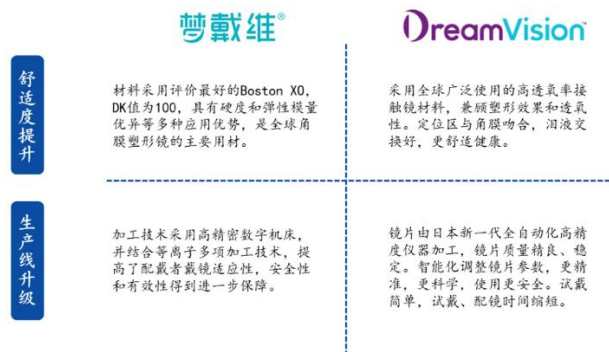 梦戴维®
DreamVision™
舒适度提升
材料采用评价最好的Boston XO,
DK值为100，具有硬度和弹性模量
优异等多种应用优势，是全球角
膜塑形镜的主要用材。
采用全球广泛使用的高透氧率接
触镜材料，兼顾塑形效果和透氧
性。定位区与角膜吻合，泪液交
换好，更舒适健康。
生产线升级
加工技术采用高精密数字机床，
并结合等离子多项加工技术，提
高了配戴者戴镜适应性，安全性
和有效性得到进一步保障。
镜片由日本新一代全自动化高精
度仪器加工，镜片质量精良、稳
定。智能化调整镜片参数，更精
准，更科学，使用更安全。试戴
简单，试戴、配镜时间缩短。